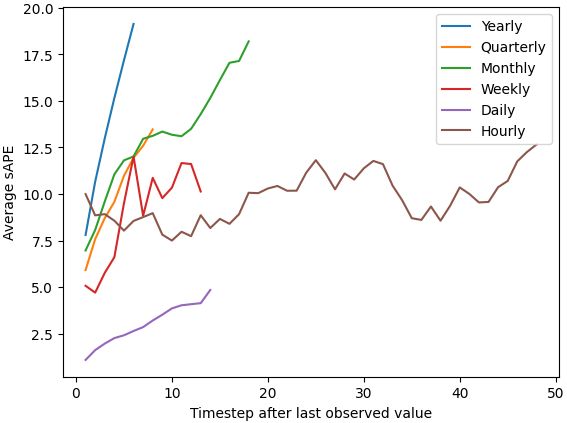 20.0
17.5
15.0
12.5
10.0
7.5
5.0
2.5
Average sAPE
0 10 20 30 40 50
Timestep after last observed value
Yearly
Quarterly
Monthly
Weekly
Daily
Hourly